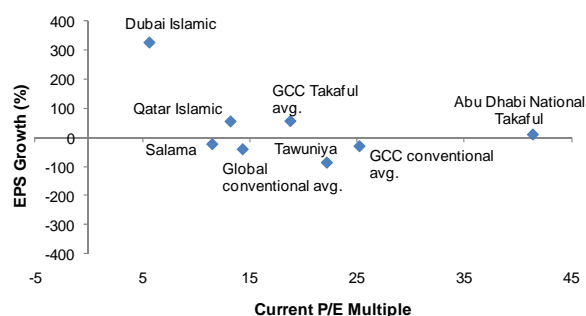 400
300
200
100
0
-100
-200
-300
-400
EPS Growth (%)
Dubai Islamic
Qatar Islamic
GCC Takaful
avg.
Abu Dhabi National
Takaful
Salama
Global
conventional avg.
Tawuniya
GCC conventional
avg.
-5
5
15
25
35
45
Current P/E Multiple